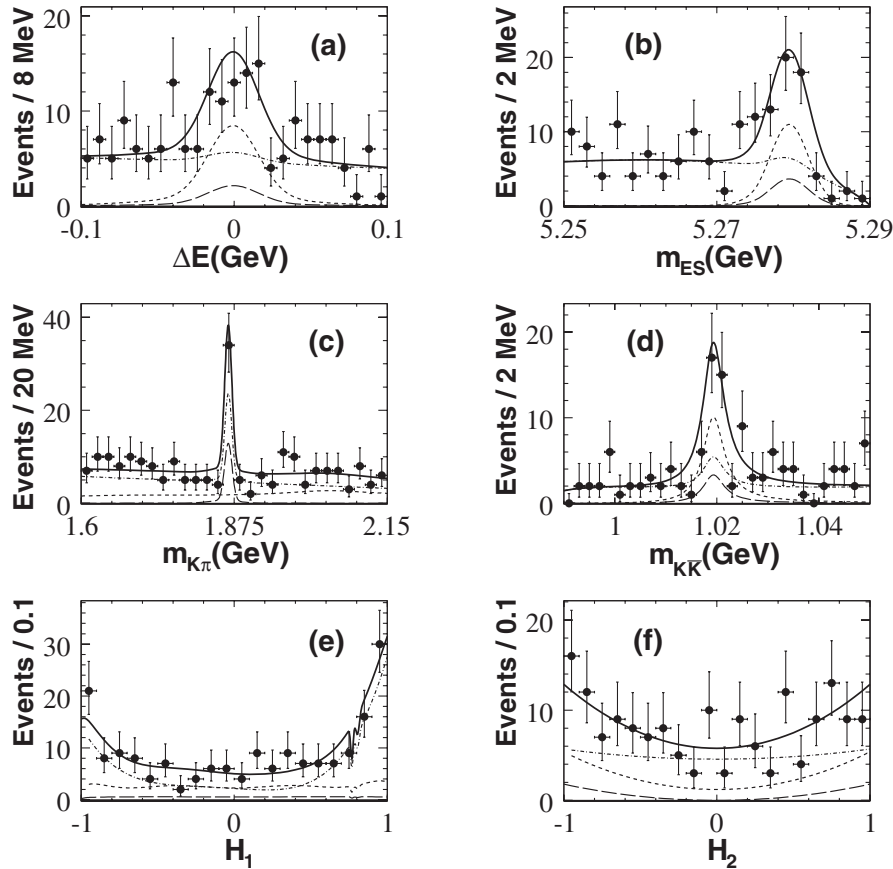 Events / 8 MeV
20
10
0
(a)
-0.1 0 0.1
ΔE(GeV)
Events / 2 MeV
20
10
0
(b)
5.25 5.27 5.29
m_ES(GeV)
Events / 20 MeV
40
20
0
(c)
1.6 1.875 2.15
m_Kπ(GeV)
Events / 2 MeV
20
10
0
(d)
1 1.02 1.04
m_KK̅(GeV)
Events / 0.1
30
20
10
0
(e)
-1 0 1
H_1
Events / 0.1
20
10
0
(f)
-1 0 1
H_2